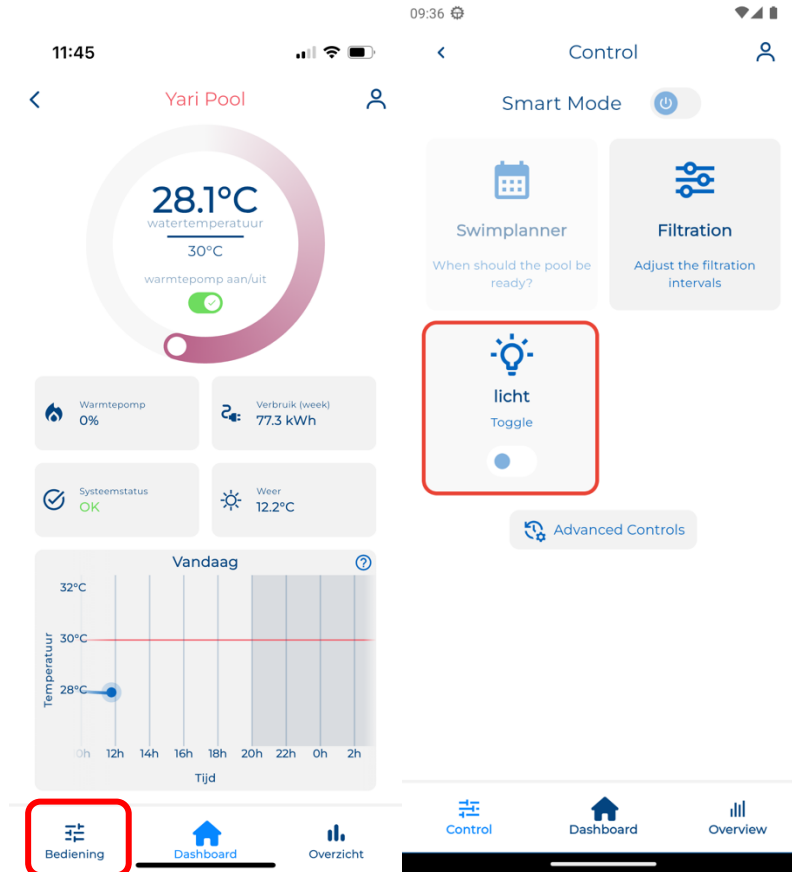 11:45
Yari Pool
28.1°C
watertemperatuur
30°C
warmtepomp aan/uit
Warmtepomp
0%
Verbruik (week)
77.3 kWh
Systeemstatus
OK
Weer
12.2°C
Vandaag
32°C
30°C
28°C
Temperatuur
0h 12h 14h 16h 18h 20h 22h 0h 2h
Tijd
Bediening
Dashboard
Overzicht
09:36
Control
Smart Mode
Swimplanner
When should the pool be
ready?
Filtration
Adjust the filtration
intervals
licht
Toggle
Advanced Controls
Control
Dashboard
Overview